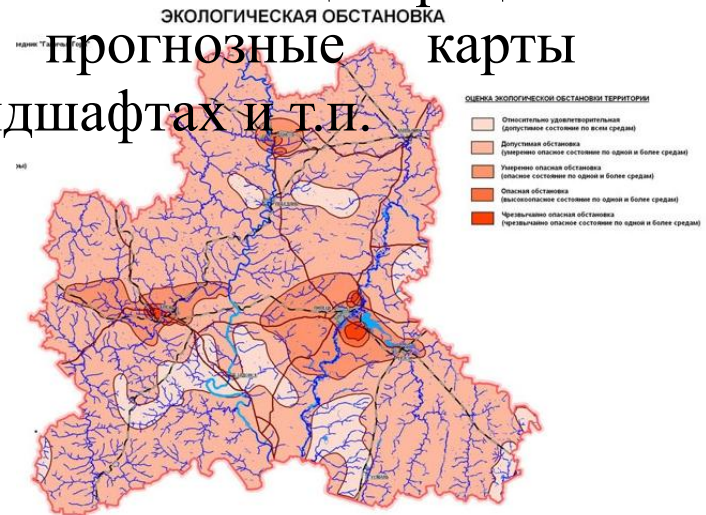 ЭКОЛОГИЧЕСКАЯ ОБСТАНОВКА
прогнозные карты
дшафтах и т.п.
ОЦЕНКА ЭКОЛОГИЧЕСКОЙ ОБСТАНОВКИ ТЕРРИТОРИИ
Относительно удовлетворительная
(допустимое состояние по всем средам)
Допустимая обстановка
(умеренно опасное состояние по одной и более средам)
Умеренно опасная обстановка
(опасное состояние по одной и более средам)
Опасная обстановка
(высокоопасное состояние по одной и более средам)
Чрезвычайно опасная обстановка
(чрезвычайно опасное состояние по одной и более средам)